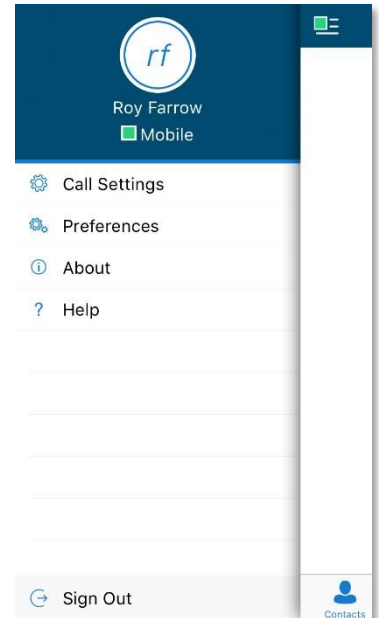 rf
Roy Farrow
Mobile
Call Settings
Preferences
About
? Help
Sign Out
Contacts